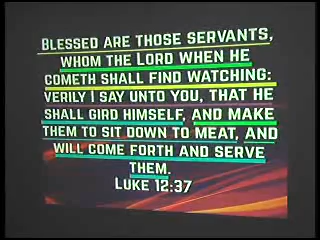 Blessed are those servants,
whom the Lord when he
cometh shall find watching:
verily I say unto you, that he
shall gird himself, and make
them to sit down to meat, and
will come forth and serve
them.
Luke 12:37